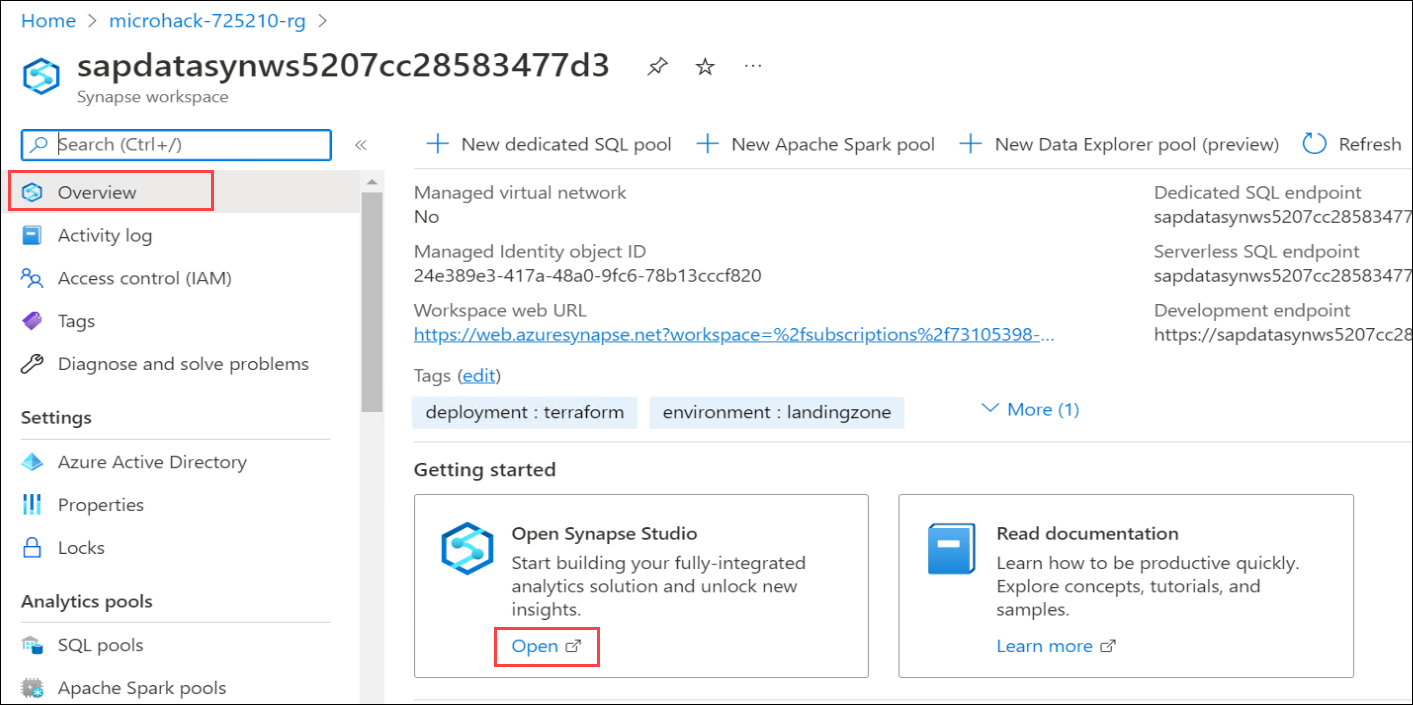 Home > microhack-725210-rg >
sapdatasynws5207cc28583477d3 ...
Synapse workspace
Search (Ctrl+/) «
Overview
Activity log
Access control (IAM)
Tags
Diagnose and solve problems
Settings
Azure Active Directory
Properties
Locks
Analytics pools
SQL pools
Apache Spark pools
New dedicated SQL pool New Apache Spark pool New Data Explorer pool (preview) Refresh
Managed virtual network
No
Managed Identity object ID
24e389e3-417a-48a0-9fc6-78b13cccf820
Workspace web URL
https://web.azuresynapse.net?workspace=%2fsubscriptions%2f73105398-...
Dedicated SQL endpoint
sapdatasynws5207cc28583477
Serverless SQL endpoint
sapdatasynws5207cc28583477
Development endpoint
https://sapdatasynws5207cc28
Tags (edit)
deployment : terraform environment : landingzone More (1)
Getting started
Open Synapse Studio
Start building your fully-integrated
analytics solution and unlock new
insights.
Open
Read documentation
Learn how to be productive quickly.
Explore concepts, tutorials, and
samples.
Learn more